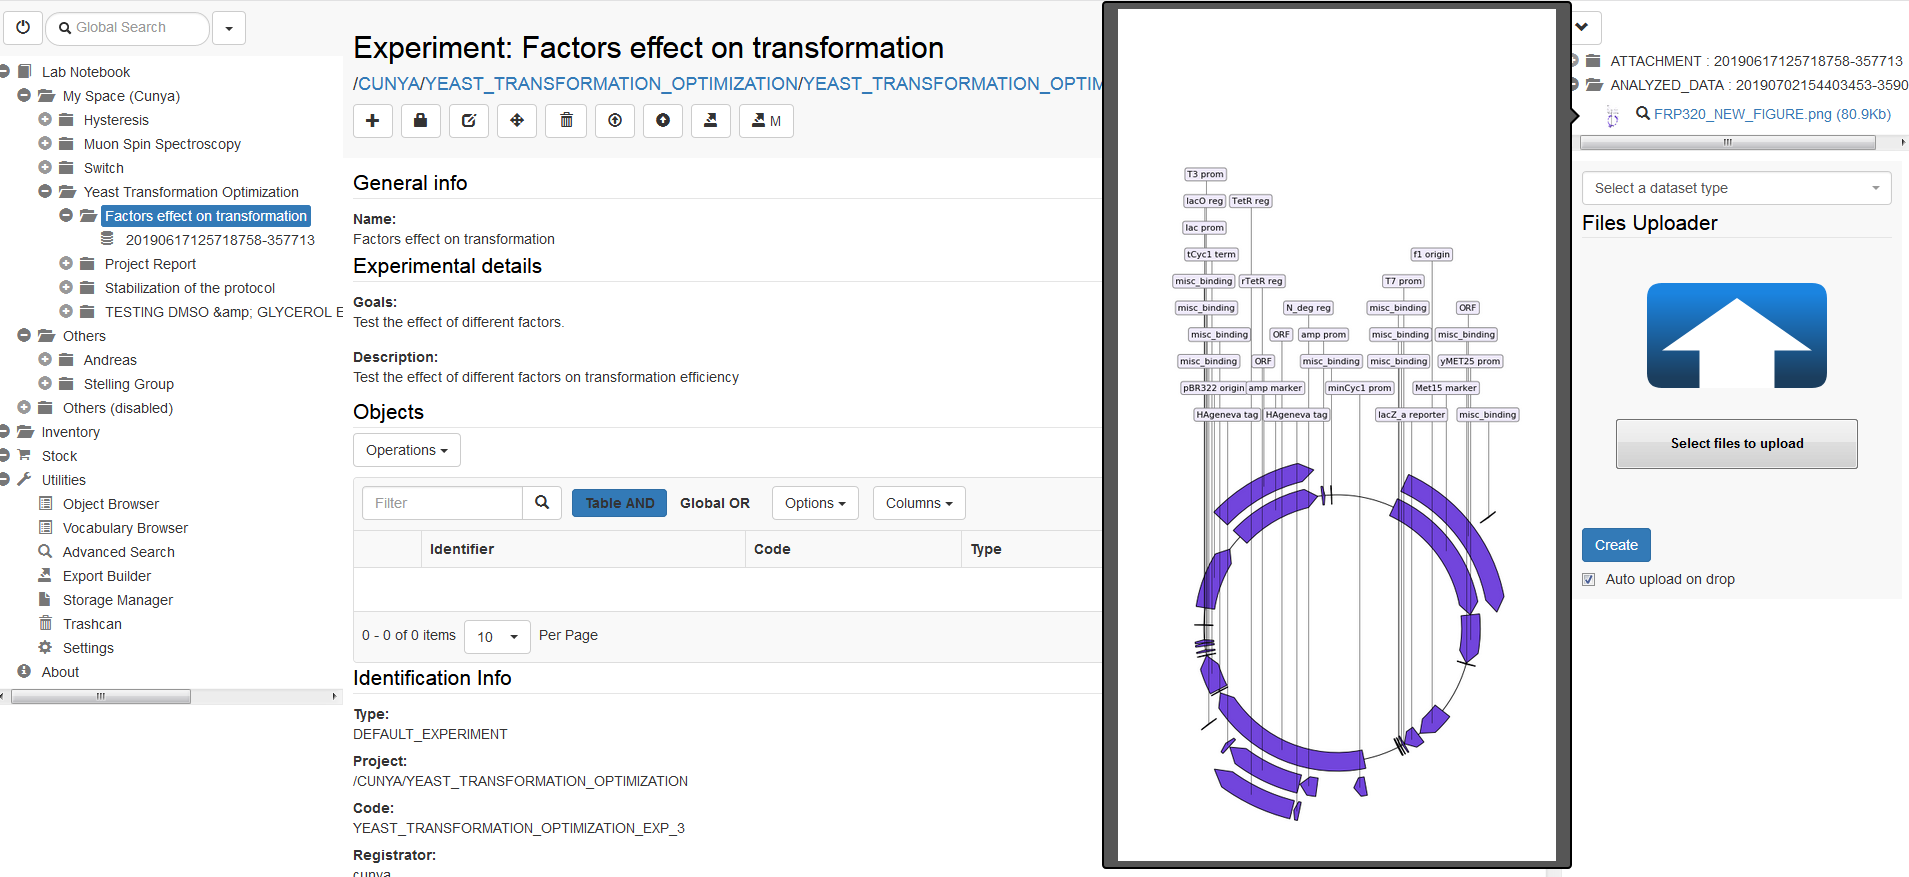 Global Search
Lab Notebook
My Space (Cunya)
Hysteresis
Muon Spin Spectroscopy
Switch
Yeast Transformation Optimization
Factors effect on transformation
20190617125718758-357713
Project Report
Stabilization of the protocol
TESTING DMSO &amp; GLYCEROL E
Others
Andreas
Stelling Group
Others (disabled)
Inventory
Stock
Utilities
Object Browser
Vocabulary Browser
Advanced Search
Export Builder
Storage Manager
Trashcan
Settings
About
Experiment: Factors effect on transformation
/CUNYA/YEAST_TRANSFORMATION_OPTIMIZATION/YEAST_TRANSFORMATION_OPTIM
M
General info
Name:
Factors effect on transformation
Experimental details
Goals:
Test the effect of different factors.
Description:
Test the effect of different factors on transformation efficiency
Objects
Operations
Filter Table AND Global OR Options Columns
Identifier Code Type
0 - 0 of 0 items 10 Per Page
Identification Info
Type:
DEFAULT_EXPERIMENT
Project:
/CUNYA/YEAST_TRANSFORMATION_OPTIMIZATION
Code:
YEAST_TRANSFORMATION_OPTIMIZATION_EXP_3
Registrator:
cunya
T3 prom
lacO reg TetR reg
lac prom
tCyc1 term f1 origin
misc_binding rTetR reg T7 prom
misc_binding N_deg reg misc_binding ORF
misc_binding ORF amp prom misc_binding misc_binding
misc_binding ORF misc_binding misc_binding yMET25 prom
pBR322 origin amp marker minCyc1 prom Met15 marker
HAgeneva tag HAgeneva tag lacZ_a reporter misc_binding
ATTACHMENT : 20190617125718758-357713
ANALYZED_DATA : 20190702154403453-3590
FRP320_NEW_FIGURE.png (80.9Kb)
Select a dataset type
Files Uploader
Select files to upload
Create
Auto upload on drop